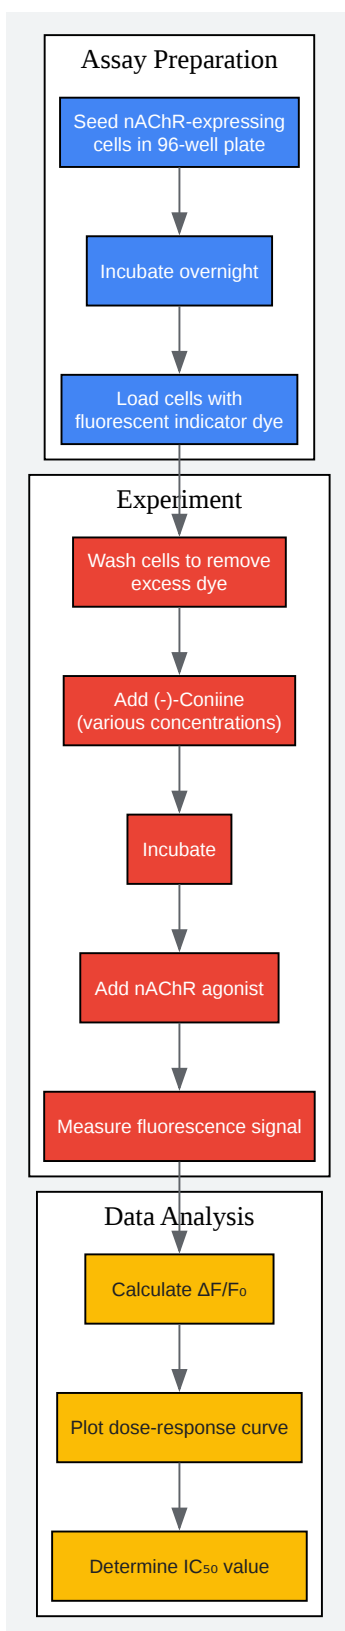 Assay Preparation
Seed nAChR-expressing
cells in 96-well plate
Incubate overnight
Load cells with
fluorescent indicator dye
Experiment
Wash cells to remove
excess dye
Add (-)-Coniine
(various concentrations)
Incubate
Add nAChR agonist
Measure fluorescence signal
Data Analysis
Calculate ΔF/F₀
Plot dose-response curve
Determine IC₅₀ value